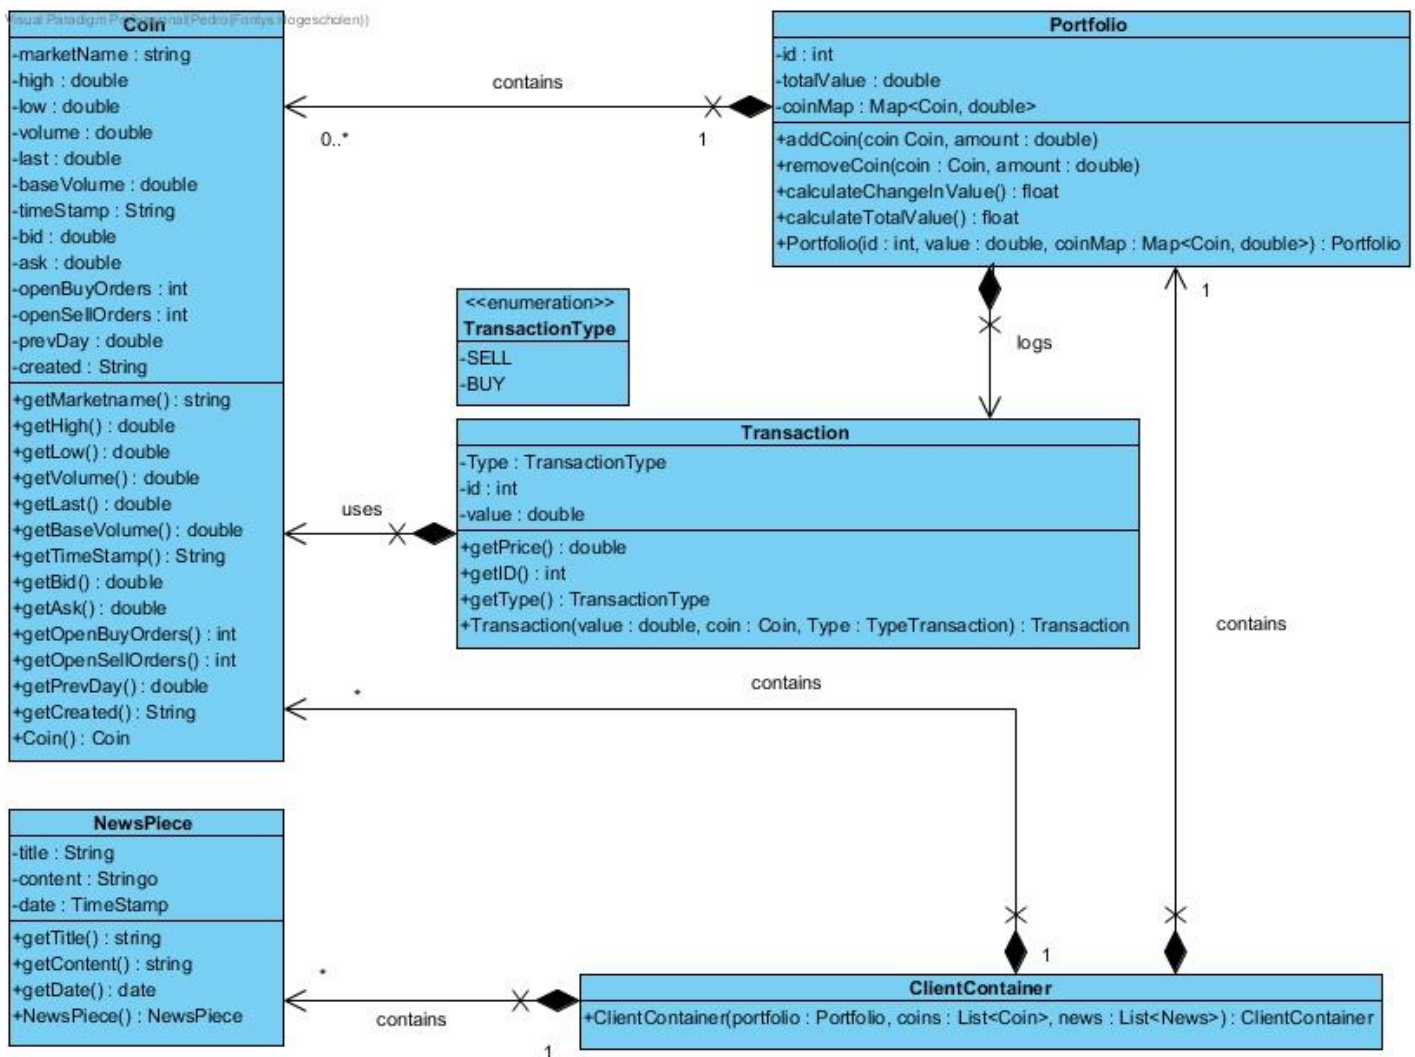 Visual Paradigm Professional(Pedro(Fontys Hogescholen))
Coin
-marketName : string
-high : double
-low : double
-volume : double
-last : double
-baseVolume : double
-timeStamp : String
-bid : double
-ask : double
-openBuyOrders : int
-openSellOrders : int
-prevDay : double
-created : String
+getMarketname() : string
+getHigh() : double
+getLow() : double
+getVolume() : double
+getLast() : double
+getBaseVolume() : double
+getTimeStamp() : String
+getBid() : double
+getAsk() : double
+getOpenBuyOrders() : int
+getOpenSellOrders() : int
+getPrevDay() : double
+getCreated() : String
+Coin() : Coin
contains
0..*
1
Portfolio
-id : int
-totalValue : double
-coinMap : Map<Coin, double>
+addCoin(coin Coin, amount : double)
+removeCoin(coin : Coin, amount : double)
+calculateChangeInValue() : float
+calculateTotalValue() : float
+Portfolio(id : int, value : double, coinMap : Map<Coin, double>) : Portfolio
1
logs
<<enumeration>>
TransactionType
-SELL
-BUY
uses
Transaction
-Type : TransactionType
-id : int
-value : double
+getPrice() : double
+getID() : int
+getType() : TransactionType
+Transaction(value : double, coin : Coin, Type : TypeTransaction) : Transaction
contains
*
contains
1
NewsPiece
-title : String
-content : Stringo
-date : TimeStamp
+getTitle() : string
+getContent() : string
+getDate() : date
+NewsPiece() : NewsPiece
*
contains
1
ClientContainer
+ClientContainer(portfolio : Portfolio, coins : List<Coin>, news : List<News>) : ClientContainer